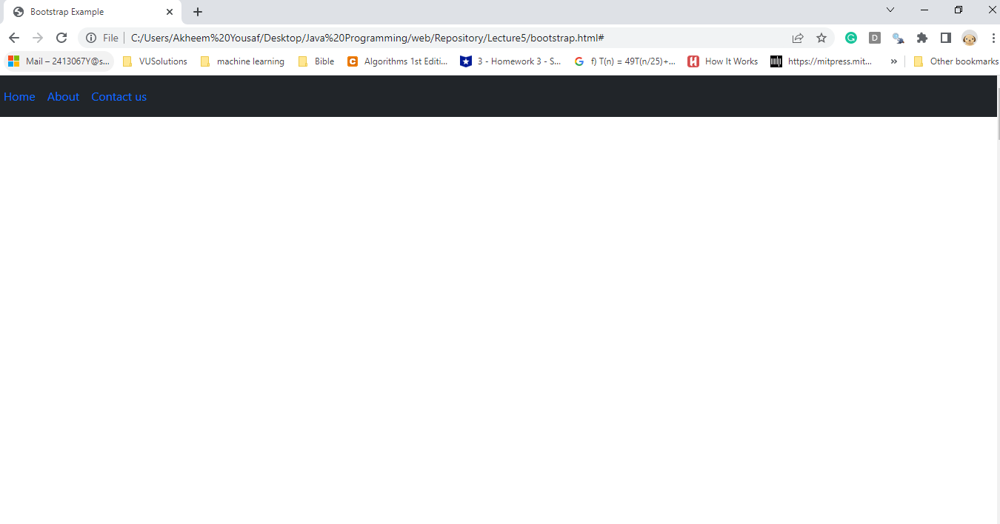 Bootstrap Example
File C:/Users/Akheem%20Yousaf/Desktop/Java%20Programming/web/Repository/Lecture5/bootstrap.html#
D
Mail – 2413067Y@s... VUSolutions machine learning Bible C Algorithms 1st Editi... 3 - Homework 3 - S... G f) T(n) = 49T(n/25)+... H How It Works https://mitpress.mit... » Other bookmarks
Home About Contact us